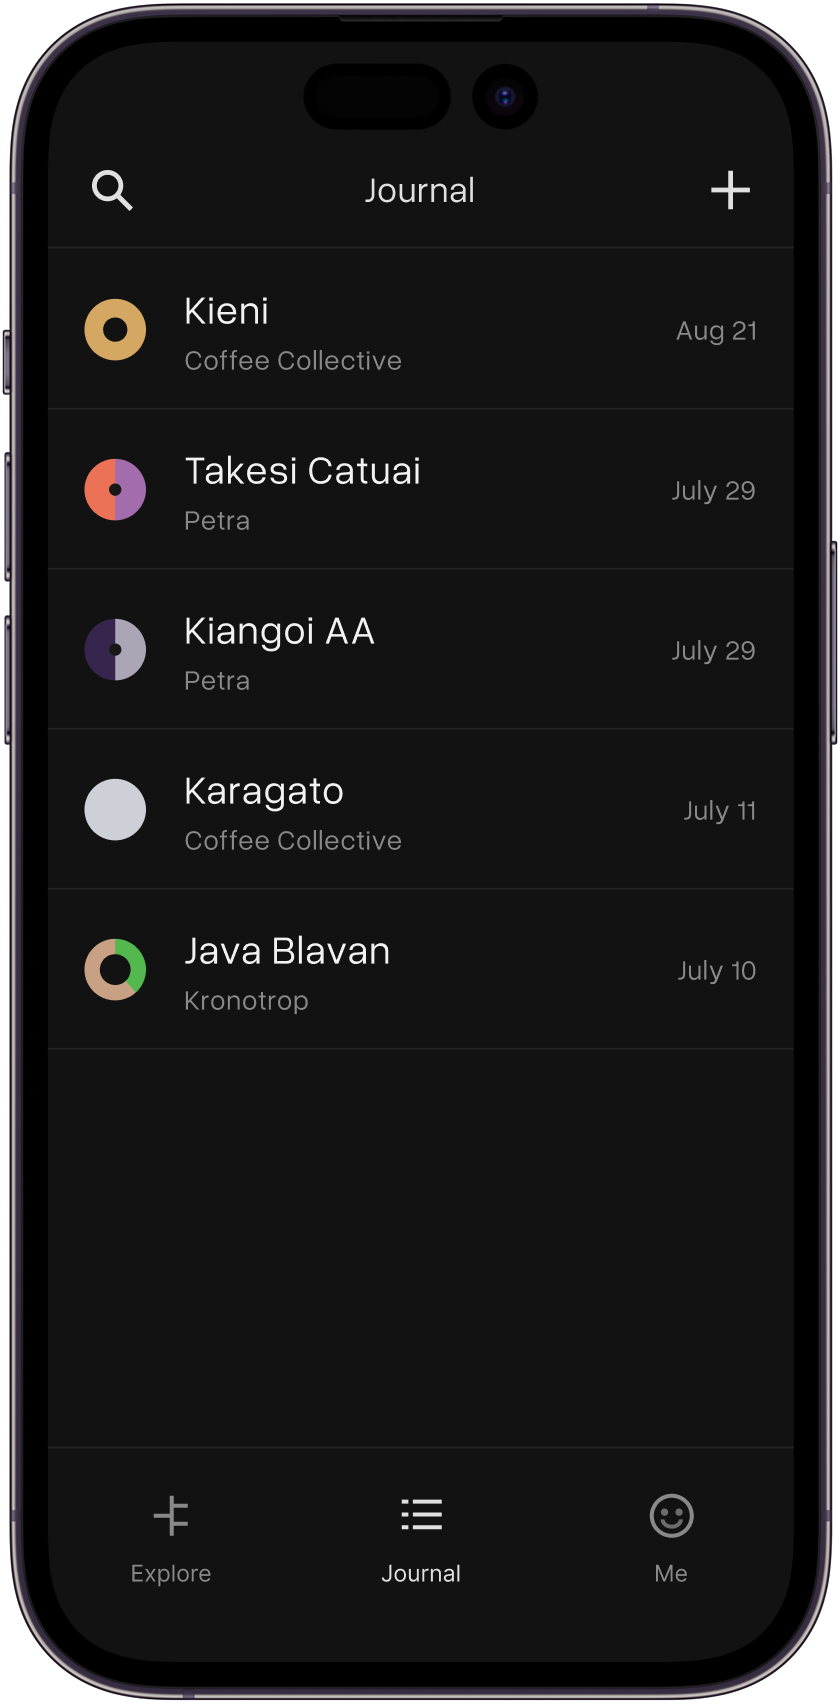 Journal
Kieni
Coffee Collective
Aug 21
Takesi Catuai
Petra
July 29
Kiangoi AA
Petra
July 29
Karagato
Coffee Collective
July 11
Java Blavan
Kronotrop
July 10
Explore
Journal
Me